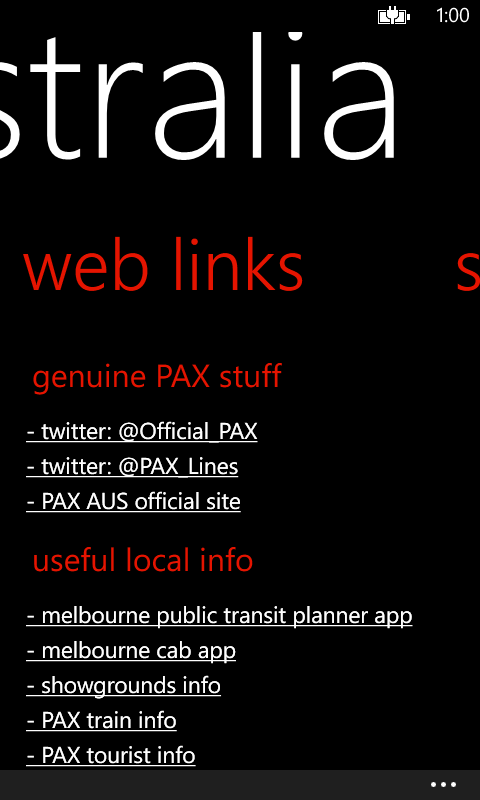 1:00
stralia
web links
s
genuine PAX stuff
- twitter: @Official_PAX
- twitter: @PAX_Lines
- PAX AUS official site
useful local info
- melbourne public transit planner app
- melbourne cab app
- showgrounds info
- PAX train info
- PAX tourist info